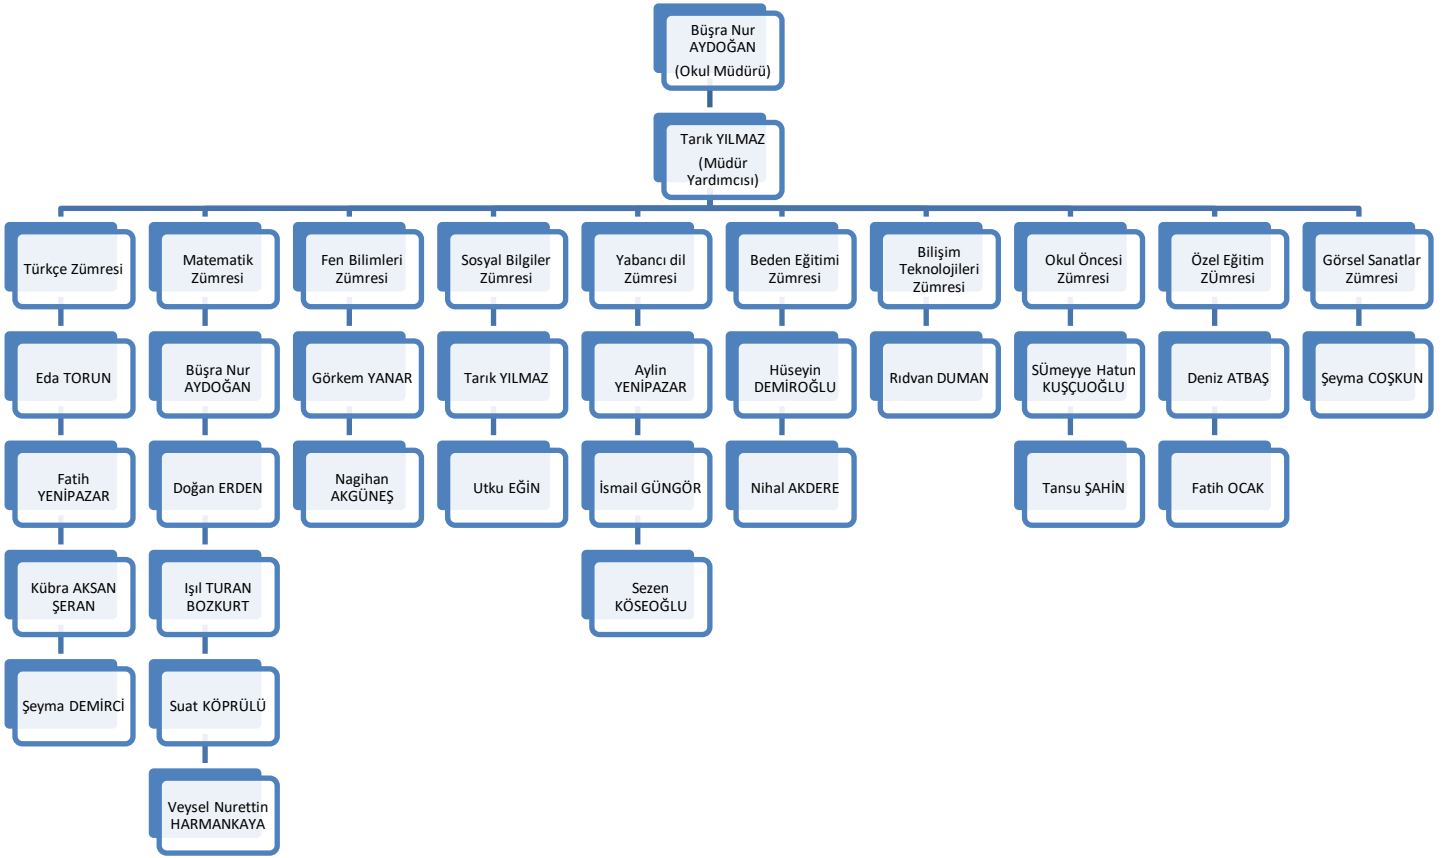 Büşra Nur
AYDOĞAN
(Okul Müdürü)
Tarık YILMAZ
(Müdür
Yardımcısı)
Türkçe Zümresi
Matematik
Zümresi
Fen Bilimleri
Zümresi
Sosyal Bilgiler
Zümresi
Yabancı dil
Zümresi
Beden Eğitimi
Zümresi
Bilişim
Teknolojileri
Zümresi
Okul Öncesi
Zümresi
Özel Eğitim
ZÜmresi
Görsel Sanatlar
Zümresi
Eda TORUN
Büşra Nur
AYDOĞAN
Görkem YANAR
Tarık YILMAZ
Aylin
YENİPAZAR
Hüseyin
DEMİROĞLU
Rıdvan DUMAN
SÜmeyye Hatun
KUŞÇUOĞLU
Deniz ATBAŞ
Şeyma COŞKUN
Fatih
YENİPAZAR
Doğan ERDEN
Nagihan
AKGÜNEŞ
Utku EĞİN
İsmail GÜNGÖR
Nihal AKDERE
Tansu ŞAHİN
Fatih OCAK
Kübra AKSAN
ŞERAN
Işıl TURAN
BOZKURT
Sezen
KÖSEOĞLU
Şeyma DEMİRCİ
Suat KÖPRÜLÜ
Veysel Nurettin
HARMANKAYA